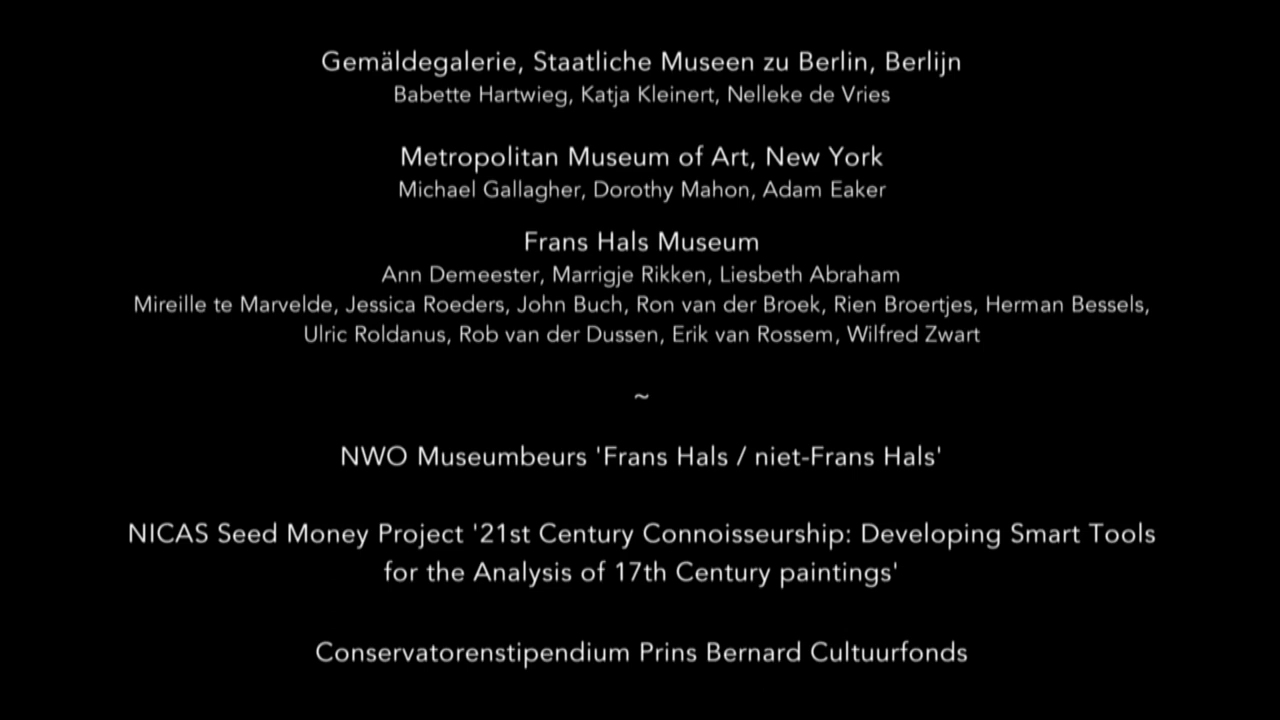 Gemäldegalerie, Staatliche Museen zu Berlin, Berlijn
Babette Hartwieg, Katja Kleinert, Nelleke de Vries
Metropolitan Museum of Art, New York
Michael Gallagher, Dorothy Mahon, Adam Eaker
Frans Hals Museum
Ann Demeester, Marrigje Rikken, Liesbeth Abraham
Mireille te Marvelde, Jessica Roeders, John Buch, Ron van der Broek, Rien Broertjes, Herman Bessels,
Ulric Roldanus, Rob van der Dussen, Erik van Rossem, Wilfred Zwart
~
NWO Museumbeurs 'Frans Hals / niet-Frans Hals'
NICAS Seed Money Project '21st Century Connoisseurship: Developing Smart Tools
for the Analysis of 17th Century paintings'
Conservatorenstipendium Prins Bernard Cultuurfonds